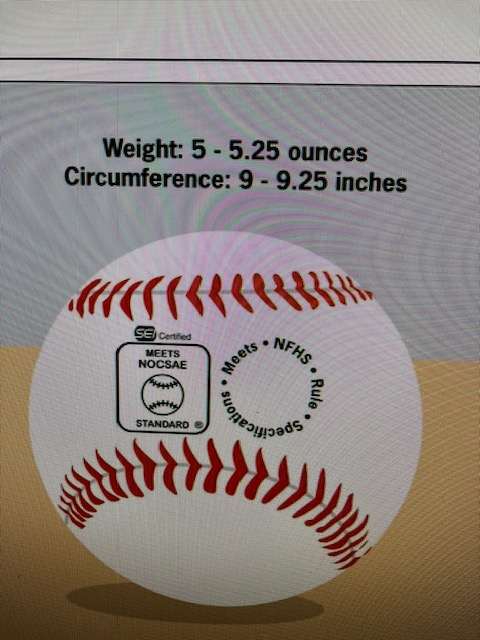 Weight: 5 - 5.25 ounces
Circumference: 9 - 9.25 inches
SEI Certified
MEETS
NOCSAE
STANDARD ®
Meets • NFHS • Rule • Specifications •